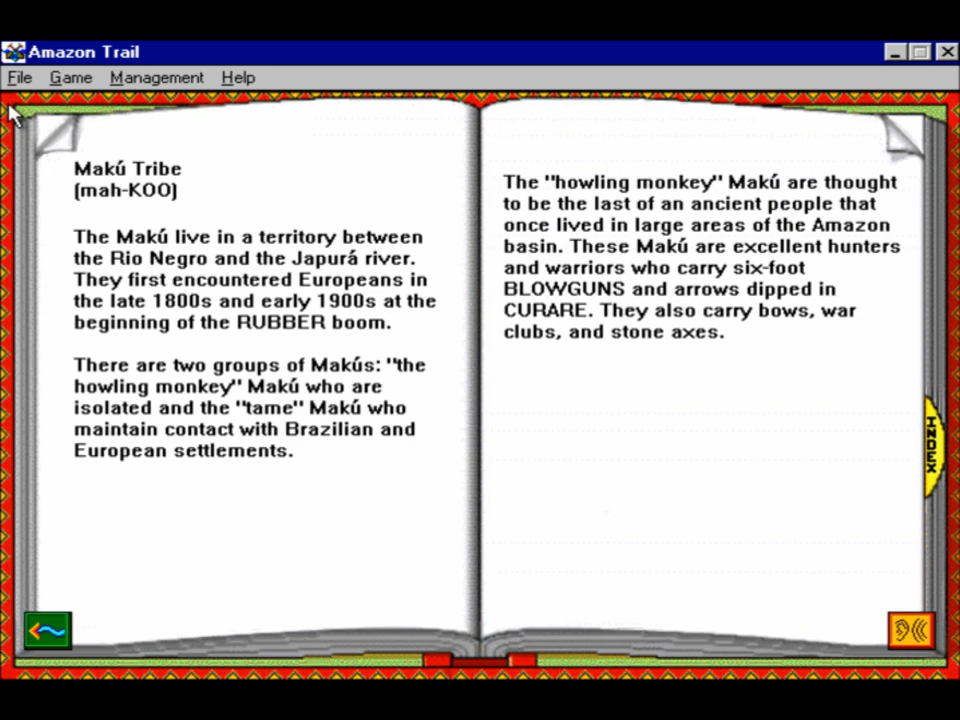 Amazon Trail
File Game Management Help
Makú Tribe
(mah-KOO)
The Makú live in a territory between
the Rio Negro and the Japurá river.
They first encountered Europeans in
the late 1800s and early 1900s at the
beginning of the RUBBER boom.
There are two groups of Makús: "the
howling monkey" Makú who are
isolated and the "tame" Makú who
maintain contact with Brazilian and
European settlements.
The "howling monkey" Makú are thought
to be the last of an ancient people that
once lived in large areas of the Amazon
basin. These Makú are excellent hunters
and warriors who carry six-foot
BLOWGUNS and arrows dipped in
CURARE. They also carry bows, war
clubs, and stone axes.
INDEX